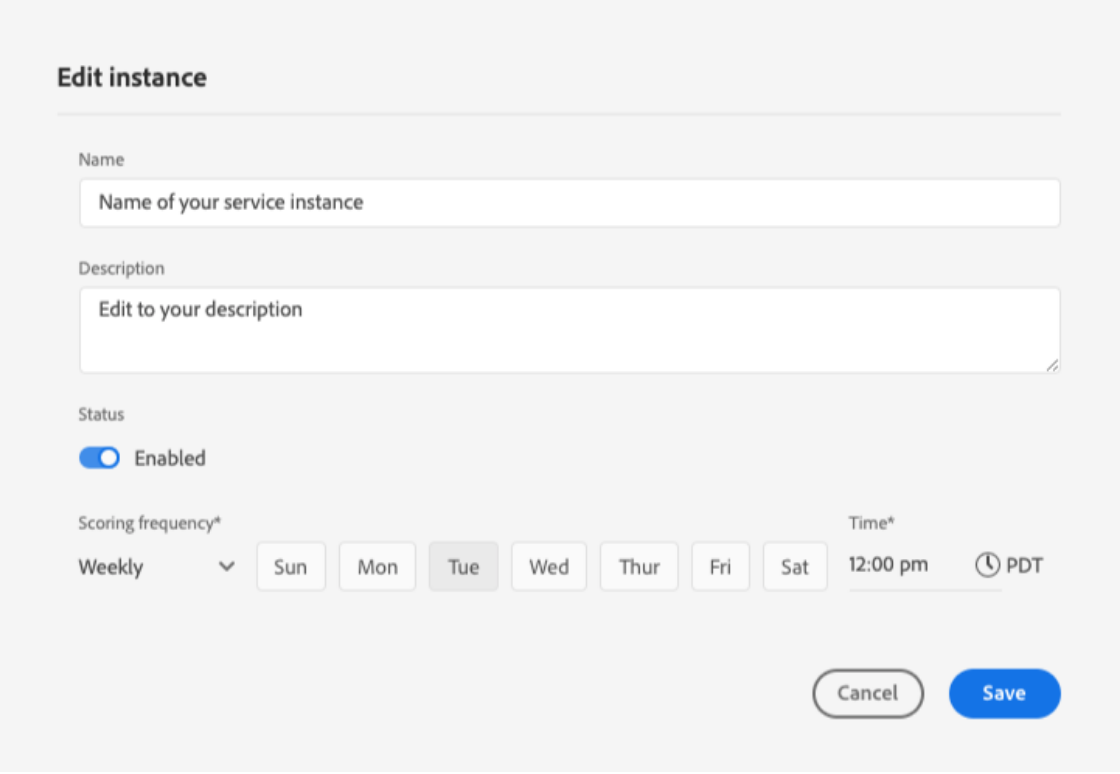 Edit instance
Name
Name of your service instance
Description
Edit to your description
Status
Enabled
Scoring frequency* Time*
Weekly Sun Mon Tue Wed Thur Fri Sat 12:00 pm PDT
Cancel Save